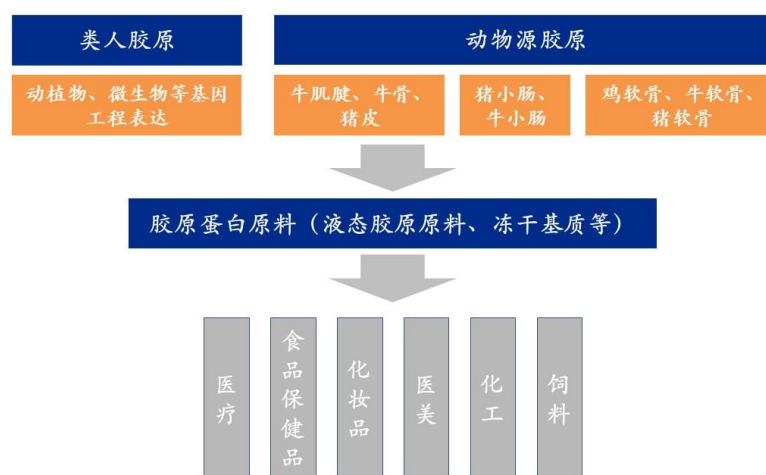 类人胶原
动物源胶原
动植物、微生物等基因
工程表达
牛肌腱、牛骨、
猪皮
猪小肠、
牛小肠
鸡软骨、牛软骨、
猪软骨
胶原蛋白原料（液态胶原原料、冻干基质等）
医疗
食品保健品
化妆品
医美
化工
饲料